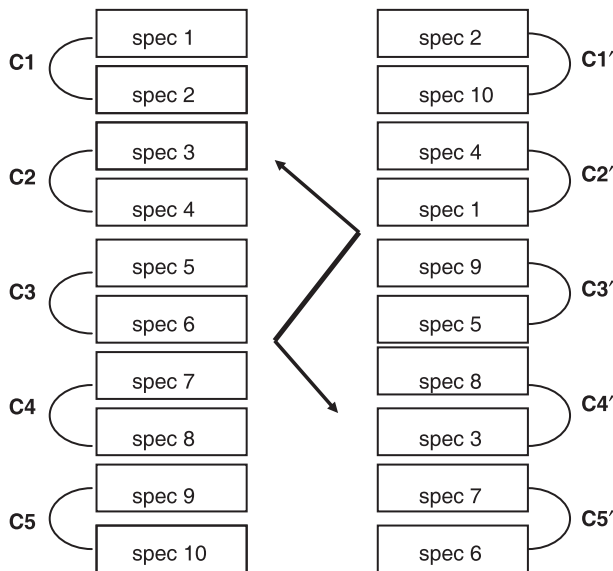 C1
spec 1
spec 2
C2
spec 3
spec 4
C3
spec 5
spec 6
C4
spec 7
spec 8
C5
spec 9
spec 10
spec 2
spec 10
C1′
spec 4
spec 1
C2′
spec 9
spec 5
C3′
spec 8
spec 3
C4′
spec 7
spec 6
C5′